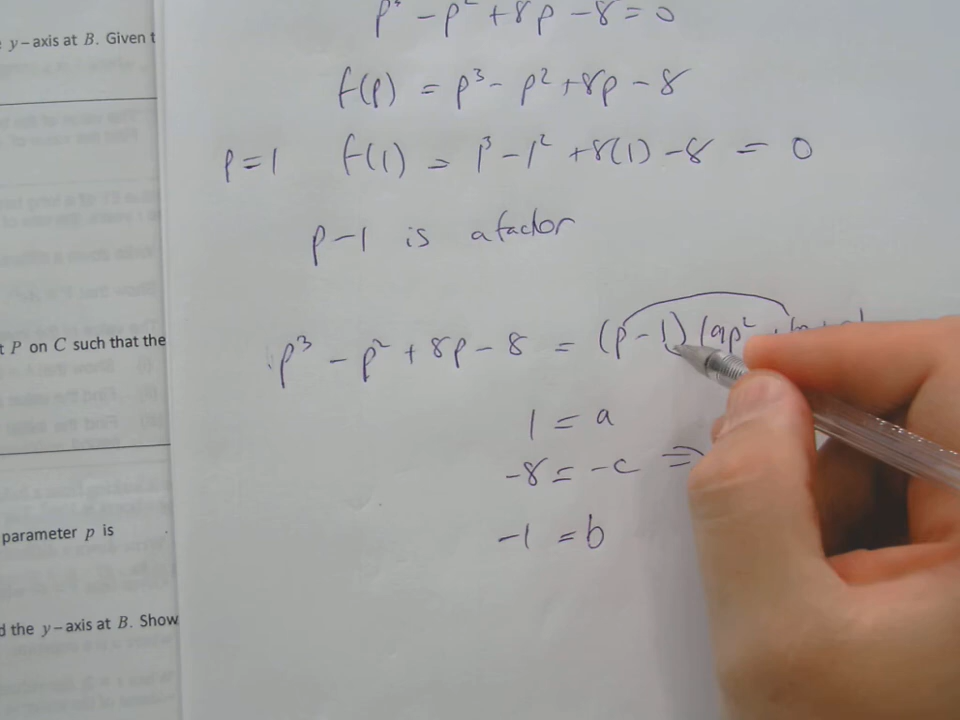 p³ − p² + 8p − 8 = 0
y−axis at B. Given t
f(p) = p³ − p² + 8p − 8
p = 1 f(1) = 1³ − 1² + 8(1) − 8 = 0
p − 1 is a factor
P on C such that the
p³ − p² + 8p − 8 = (p − 1)(ap²
1 = a
−8 = −c ⇒
parameter p is
−1 = b
the y−axis at B. Show